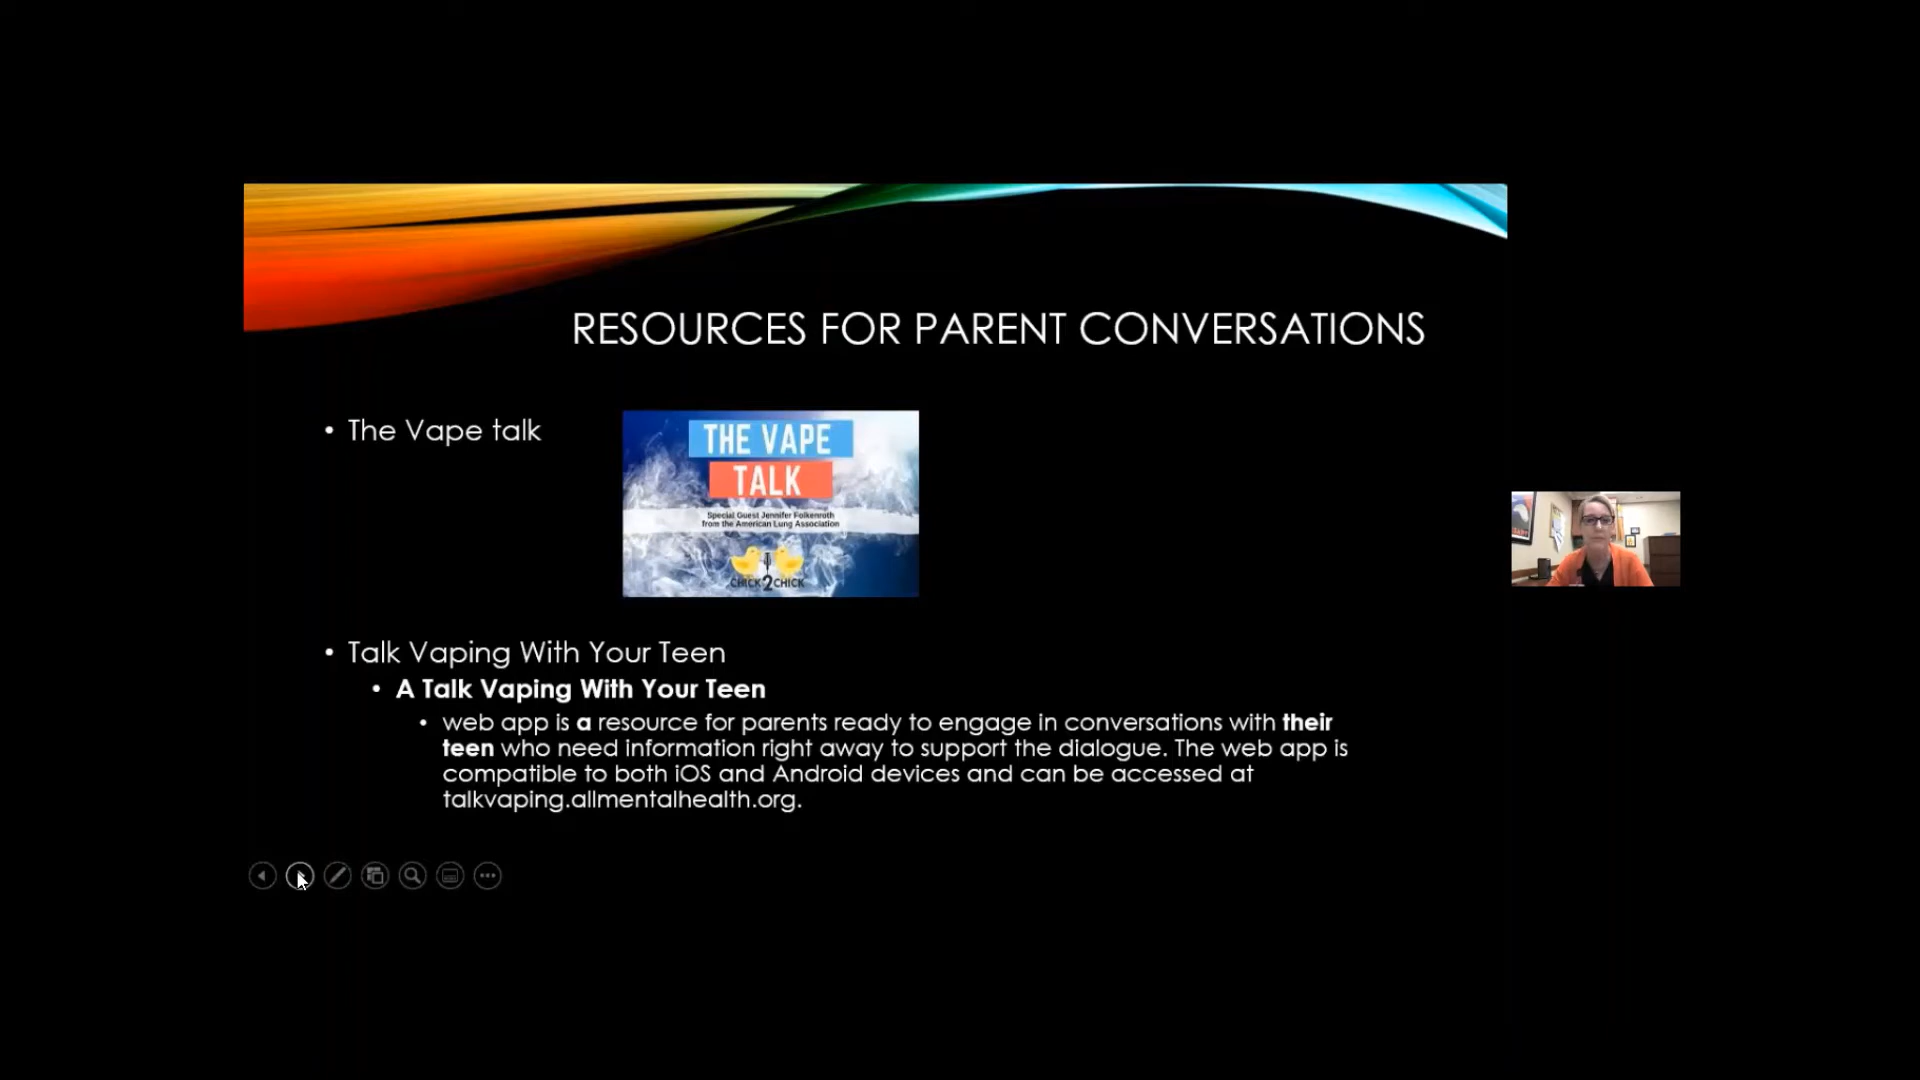 RESOURCES FOR PARENT CONVERSATIONS
• The Vape talk
THE VAPE
TALK
Special Guest Jennifer Folkenroth
from the American Lung Association
CHICK 2 CHICK
• Talk Vaping With Your Teen
• A Talk Vaping With Your Teen
• web app is a resource for parents ready to engage in conversations with their
teen who need information right away to support the dialogue. The web app is
compatible to both iOS and Android devices and can be accessed at
talkvaping.allmentalhealth.org.